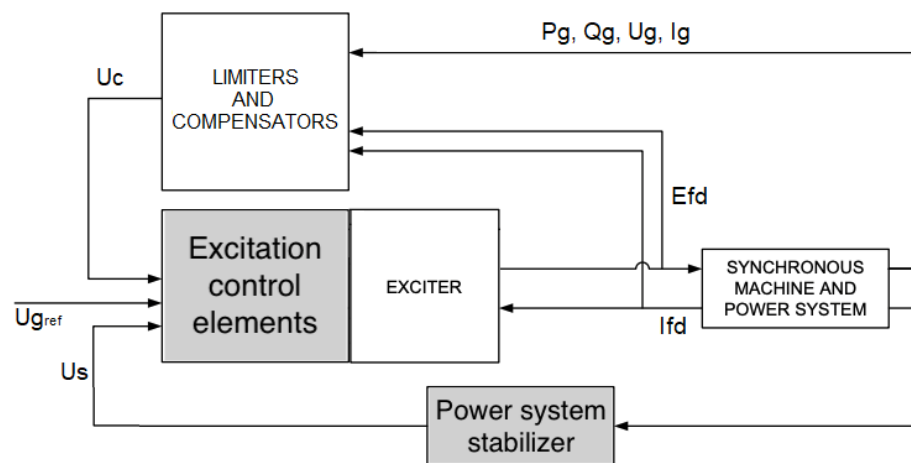 Pg, Qg, Ug, Ig
Uc
LIMITERS
AND
COMPENSATORS
Efd
Excitation
control
elements
EXCITER
SYNCHRONOUS
MACHINE AND
POWER SYSTEM
Ugref
Ifd
Us
Power system
stabilizer